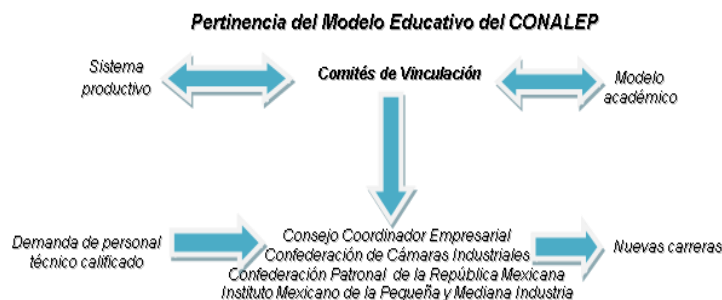 Pertinencia del Modelo Educativo del CONALEP
Sistema
productivo
Comités de Vinculación
Modelo
académico
Demanda de personal
técnico calificado
Consejo Coordinador Empresarial
Confederación de Cámaras Industriales
Confederación Patronal de la República Mexicana
Instituto Mexicano de la Pequeña y Mediana Industria
Nuevas carreras